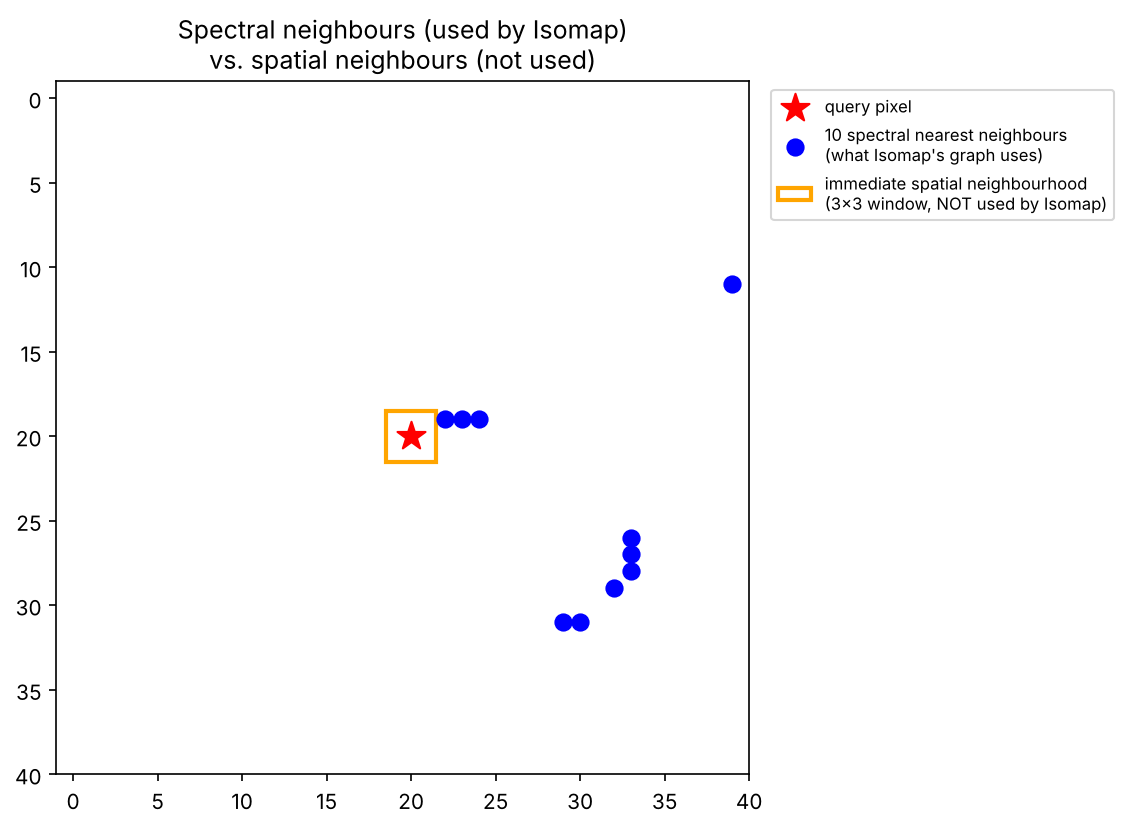 Spectral neighbours (used by Isomap)
vs. spatial neighbours (not used)
query pixel
10 spectral nearest neighbours
(what Isomap's graph uses)
immediate spatial neighbourhood
(3×3 window, NOT used by Isomap)
0
5
10
15
20
25
30
35
40
0
5
10
15
20
25
30
35
40